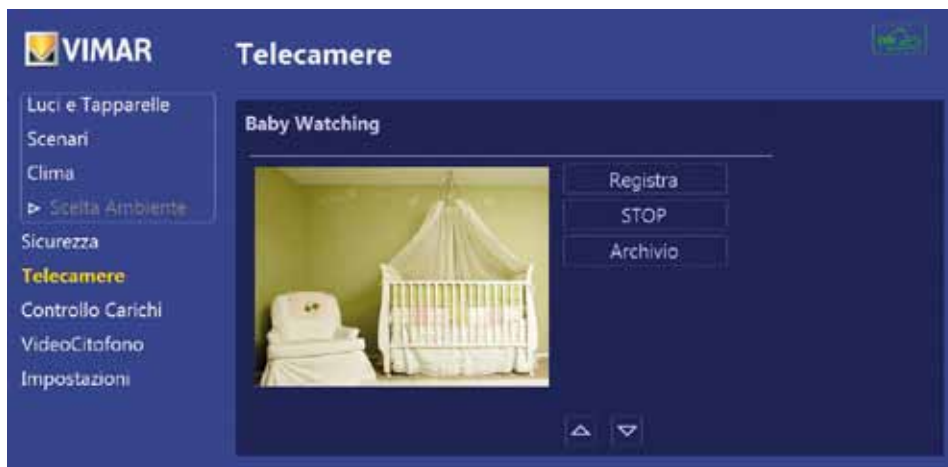 VIMAR
Telecamere
Luci e Tapparelle
Scenari
Clima
Scelta Ambiente
Sicurezza
Telecamere
Controllo Carichi
VideoCitofono
Impostazioni
Baby Watching
Registra
STOP
Archivio